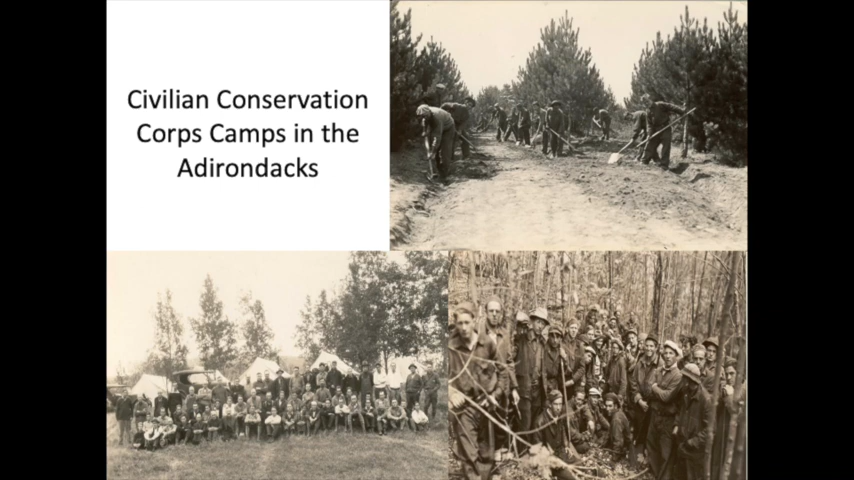 Civilian Conservation
Corps Camps in the
Adirondacks